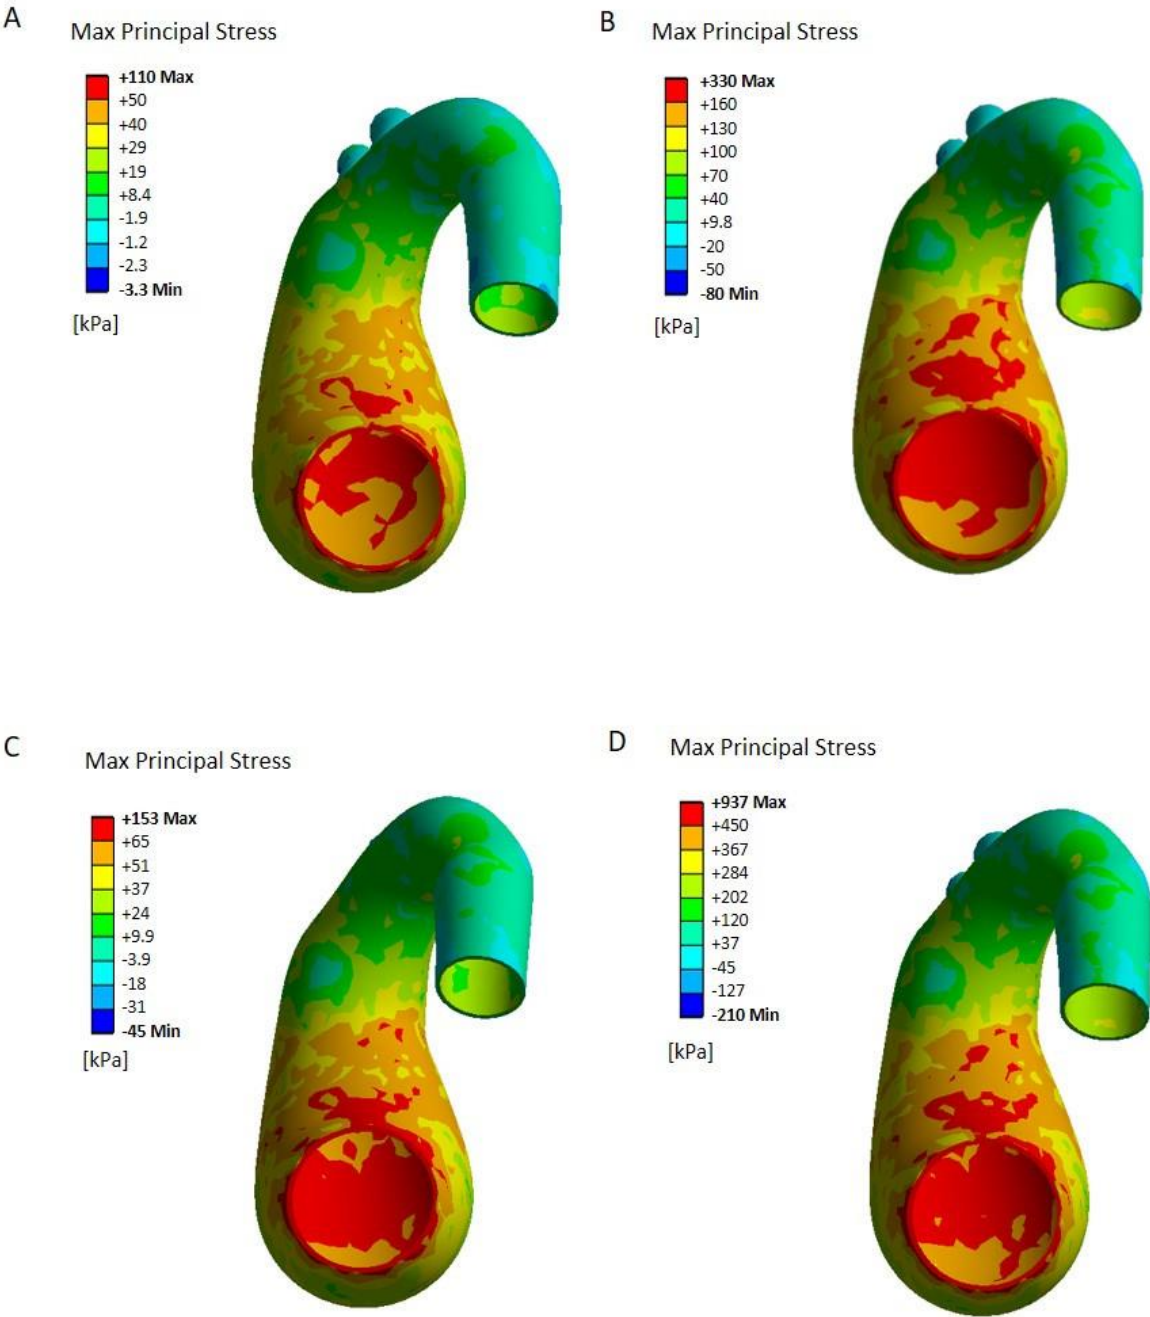 A
Max Principal Stress
+110 Max
+50
+40
+29
+19
+8.4
-1.9
-1.2
-2.3
-3.3 Min
[kPa]
B
Max Principal Stress
+330 Max
+160
+130
+100
+70
+40
+9.8
-20
-50
-80 Min
[kPa]
C
Max Principal Stress
+153 Max
+65
+51
+37
+24
+9.9
-3.9
-18
-31
-45 Min
[kPa]
D
Max Principal Stress
+937 Max
+450
+367
+284
+202
+120
+37
-45
-127
-210 Min
[kPa]